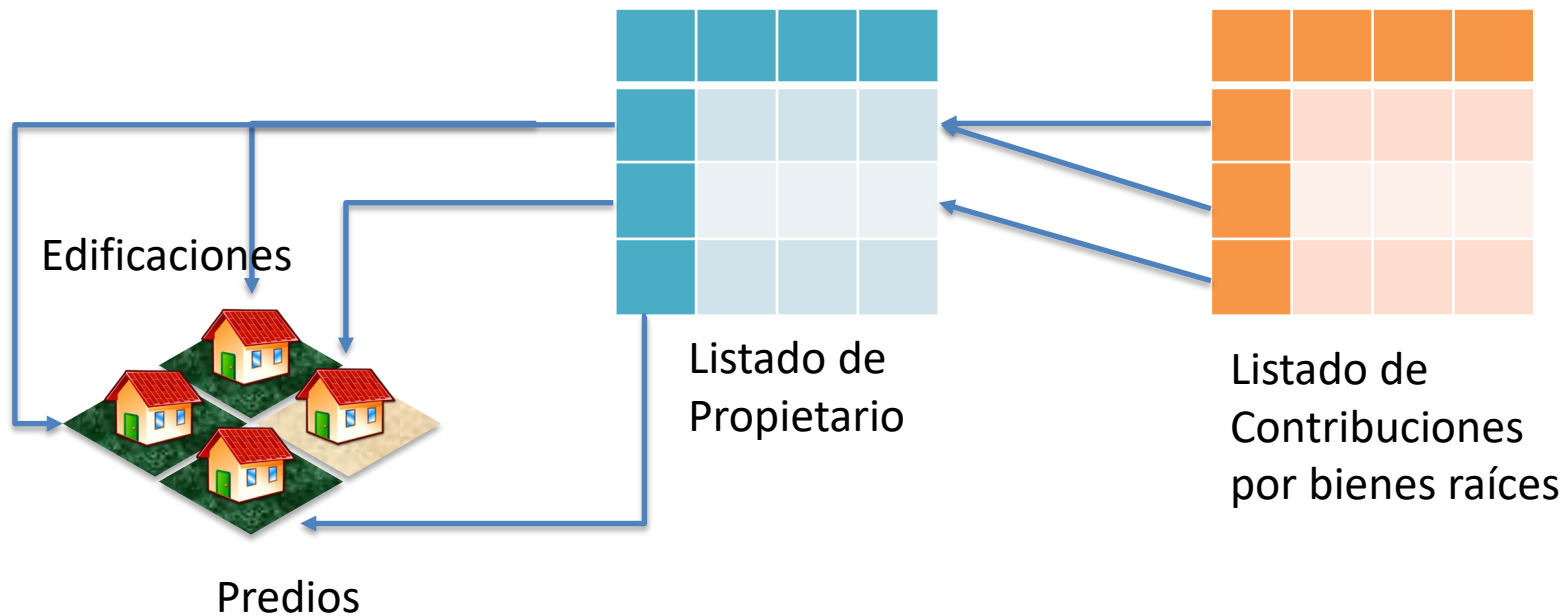 Edificaciones
Listado de
Propietario
Listado de
Contribuciones
por bienes raíces
Predios